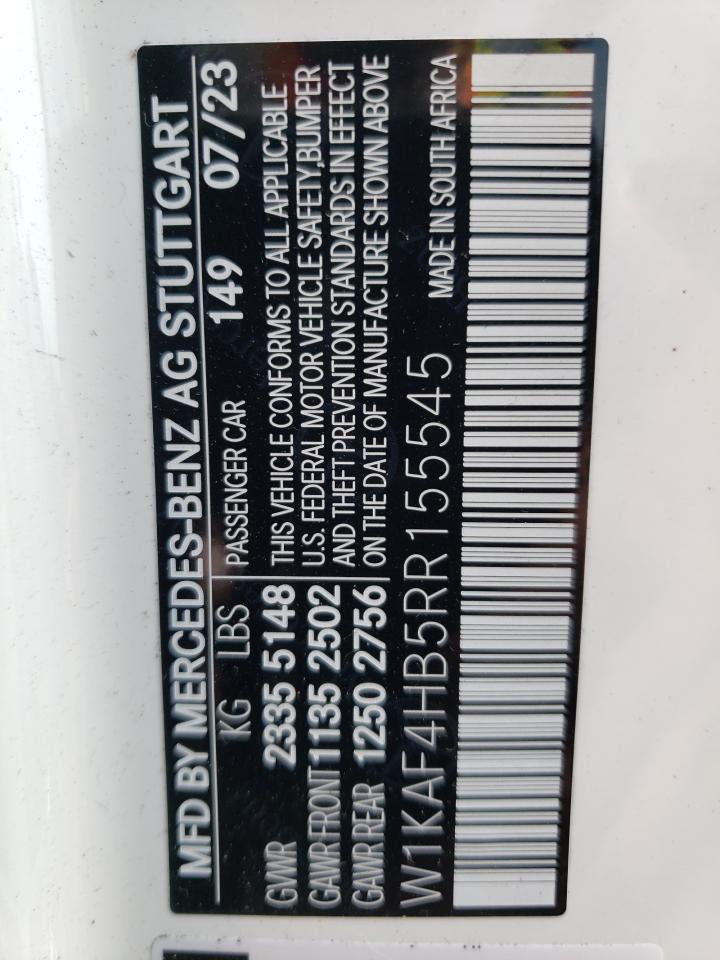 MFD BY MERCEDES-BENZ AG STUTTGART
KG LBS PASSENGER CAR 149 07/23
GVWR 2335 5148 THIS VEHICLE CONFORMS TO ALL APPLICABLE
GAWR FRONT 1135 2502 U.S. FEDERAL MOTOR VEHICLE SAFETY,BUMPER
GAWR REAR 1250 2756 AND THEFT PREVENTION STANDARDS IN EFFECT
ON THE DATE OF MANUFACTURE SHOWN ABOVE
W1KAF4HB5RR155545 MADE IN SOUTH AFRICA